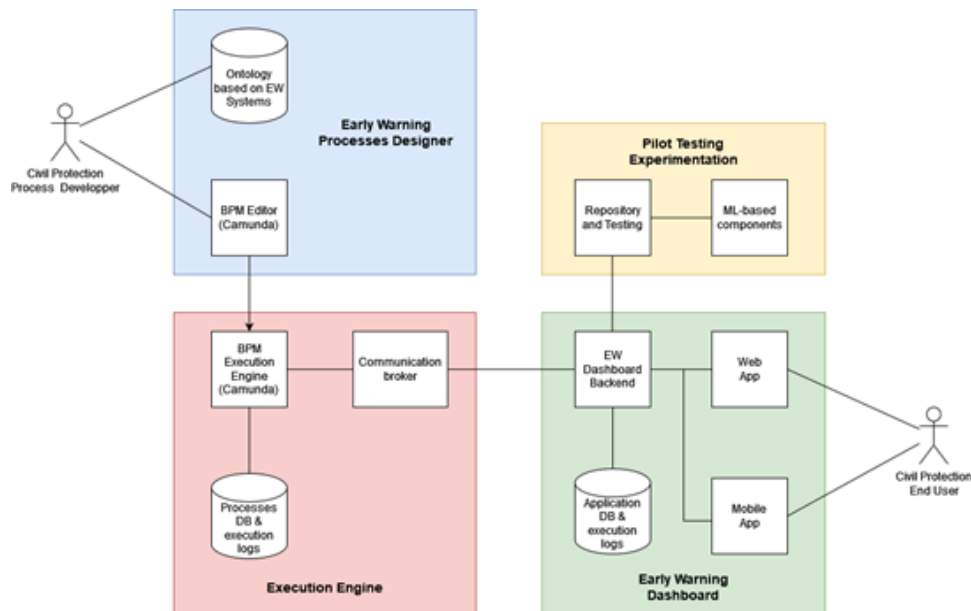 Ontology
based on EW
Systems
Early Warning
Processes Designer
Civil Protection
Process Developper
BPM Editor
(Camunda)
Pilot Testing
Experimentation
Repository
and Testing
ML-based
components
BPM
Execution
Engine
(Camunda)
Communication
broker
EW
Dashboard
Backend
Web
App
Processes
DB &
execution
logs
Application
DB &
execution
logs
Mobile
App
Civil Protection
End User
Execution Engine
Early Warning
Dashboard